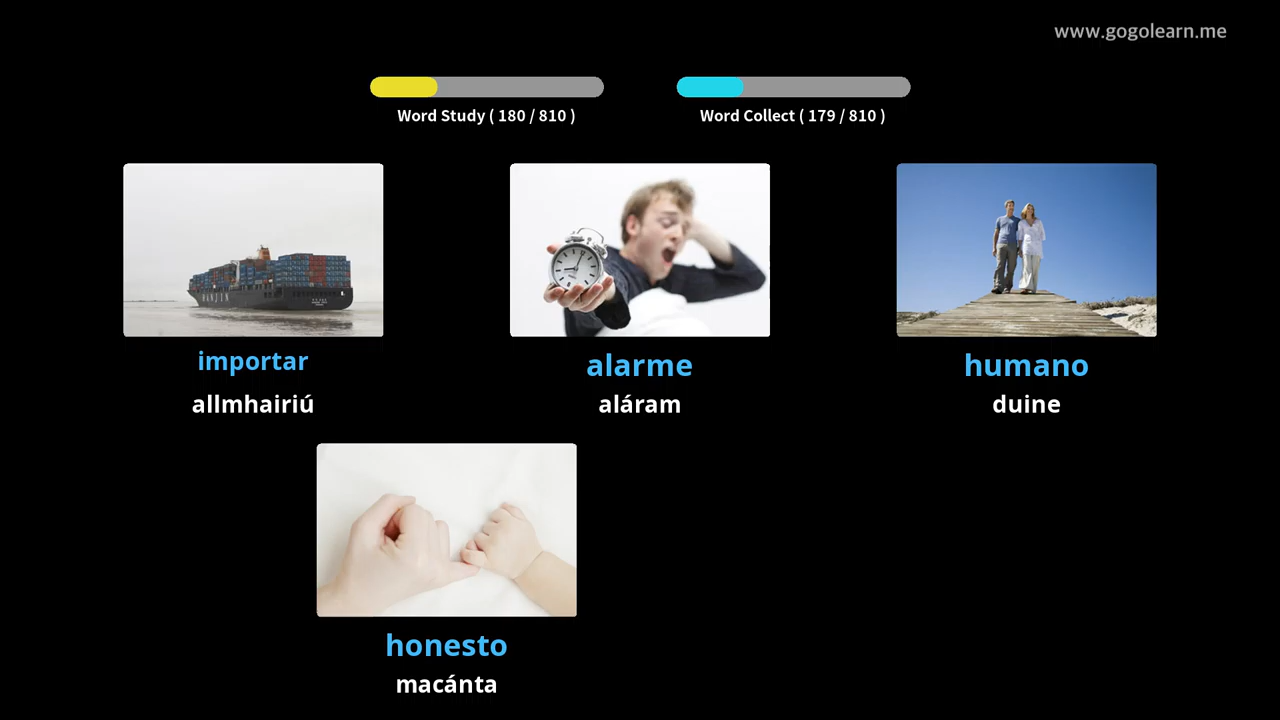 www.gogolearn.me
Word Study ( 180 / 810 )
Word Collect ( 179 / 810 )
importar
allmhairiú
alarme
aláram
humano
duine
honesto
macánta